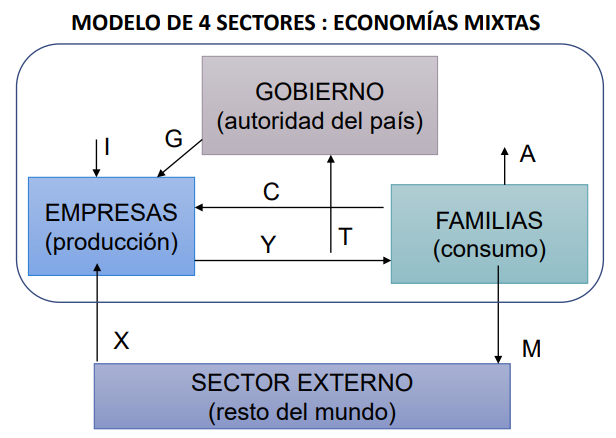 MODELO DE 4 SECTORES : ECONOMÍAS MIXTAS
GOBIERNO
(autoridad del país)
I
G
A
C
EMPRESAS
(producción)
FAMILIAS
(consumo)
Y
T
X
M
SECTOR EXTERNO
(resto del mundo)